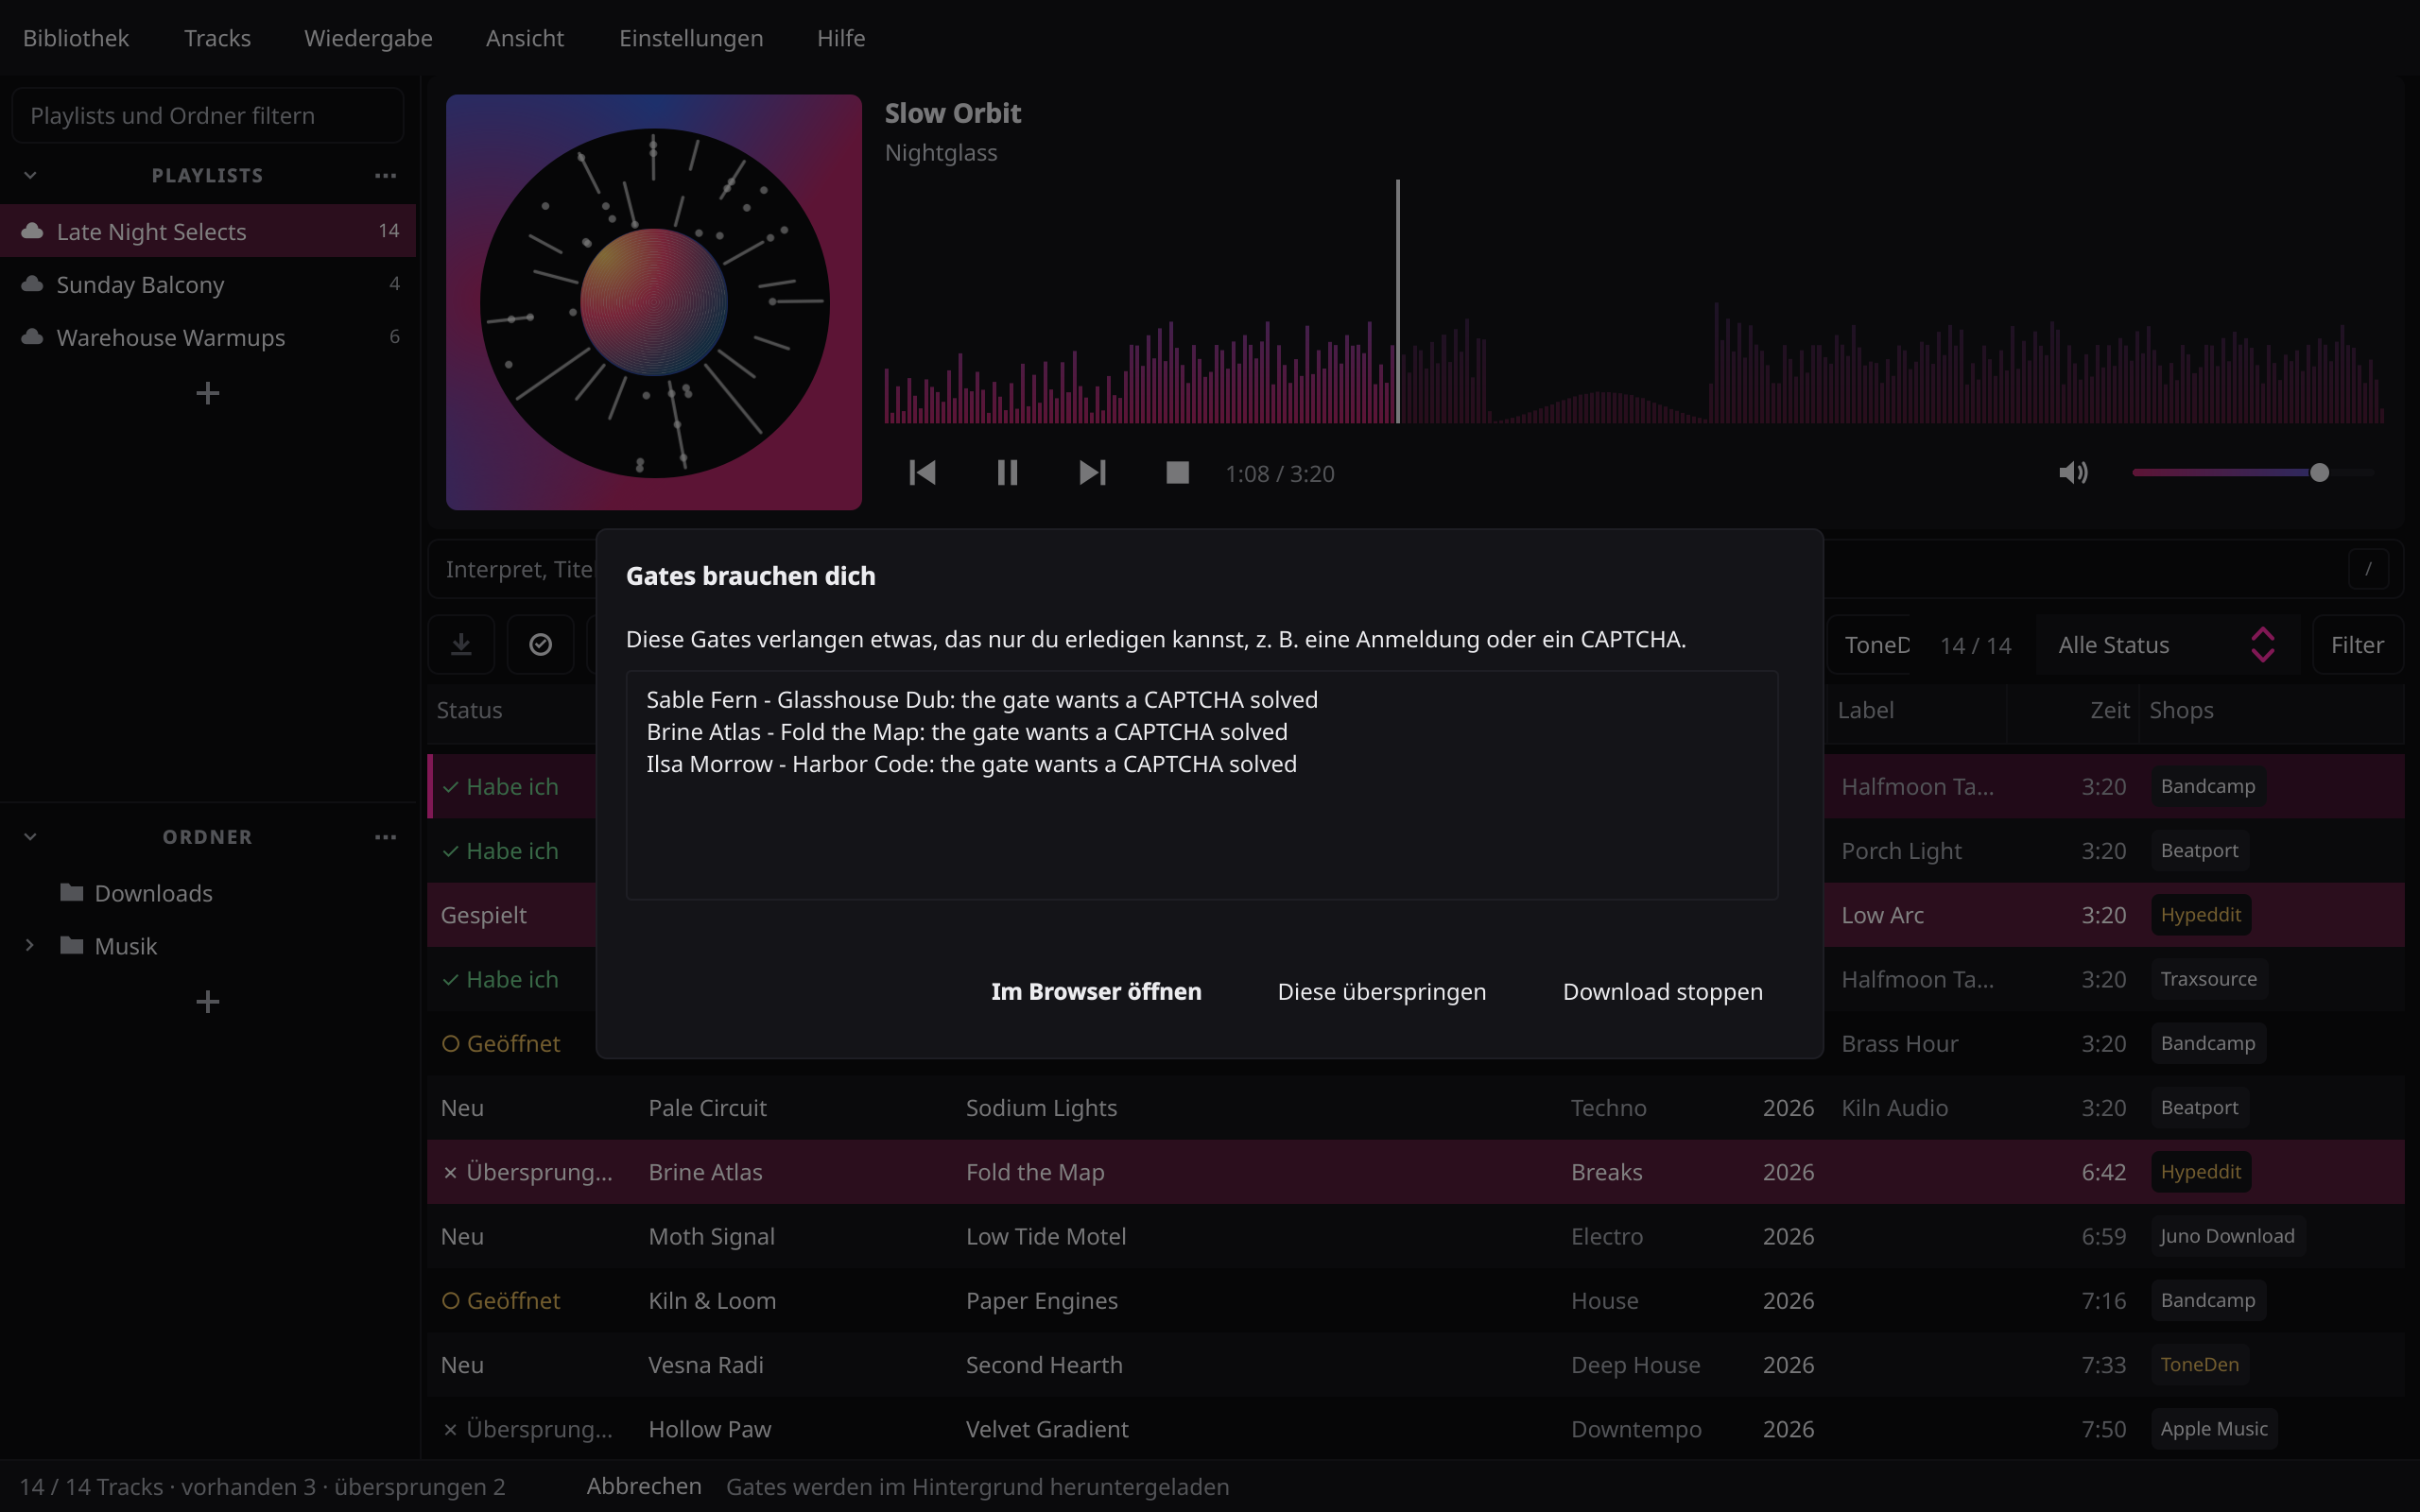 Bibliothek Tracks Wiedergabe Ansicht Einstellungen Hilfe
Playlists und Ordner filtern
PLAYLISTS
Late Night Selects 14
Sunday Balcony 4
Warehouse Warmups 6
ORDNER
Downloads
Musik
Slow Orbit
Nightglass
1:08 / 3:20
Interpret, Tite
/
ToneD 14 / 14 Alle Status Filter
Status Label Zeit Shops
Habe ich Halfmoon Ta... 3:20 Bandcamp
Habe ich Porch Light 3:20 Beatport
Gespielt Low Arc 3:20 Hypeddit
Habe ich Halfmoon Ta... 3:20 Traxsource
Geöffnet Brass Hour 3:20 Bandcamp
Neu Pale Circuit Sodium Lights Techno 2026 Kiln Audio 3:20 Beatport
Übersprung... Brine Atlas Fold the Map Breaks 2026 6:42 Hypeddit
Neu Moth Signal Low Tide Motel Electro 2026 6:59 Juno Download
Geöffnet Kiln & Loom Paper Engines House 2026 7:16 Bandcamp
Neu Vesna Radi Second Hearth Deep House 2026 7:33 ToneDen
Übersprung... Hollow Paw Velvet Gradient Downtempo 2026 7:50 Apple Music
Gates brauchen dich
Diese Gates verlangen etwas, das nur du erledigen kannst, z. B. eine Anmeldung oder ein CAPTCHA.
Sable Fern - Glasshouse Dub: the gate wants a CAPTCHA solved
Brine Atlas - Fold the Map: the gate wants a CAPTCHA solved
Ilsa Morrow - Harbor Code: the gate wants a CAPTCHA solved
Im Browser öffnen Diese überspringen Download stoppen
14 / 14 Tracks · vorhanden 3 · übersprungen 2 Abbrechen Gates werden im Hintergrund heruntergeladen